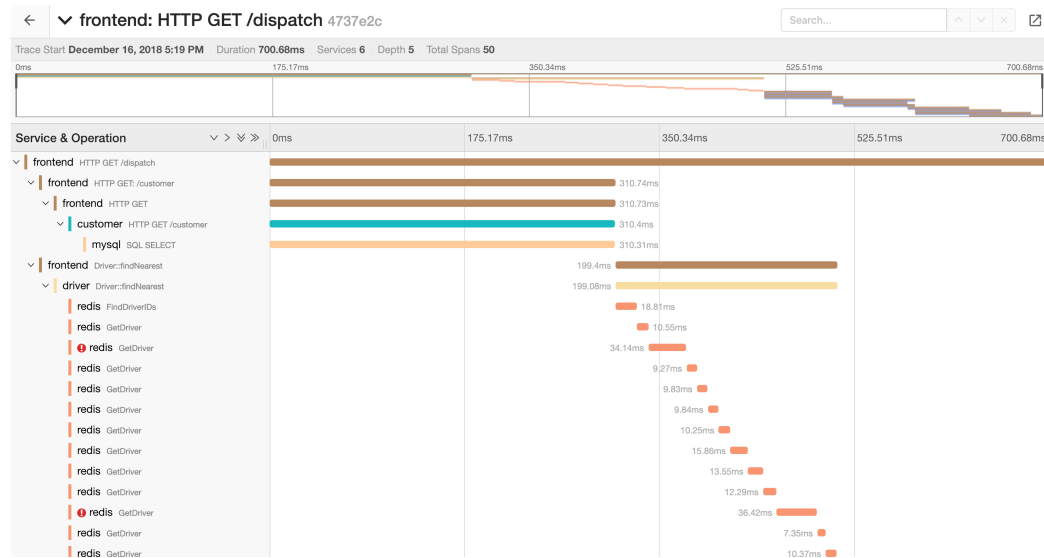 frontend: HTTP GET /dispatch 4737e2c
Search...
Trace Start December 16, 2018 5:19 PM Duration 700.68ms Services 6 Depth 5 Total Spans 50
0ms 175.17ms 350.34ms 525.51ms 700.68ms
Service & Operation 0ms 175.17ms 350.34ms 525.51ms 700.68ms
frontend HTTP GET /dispatch
frontend HTTP GET: /customer 310.74ms
frontend HTTP GET 310.73ms
customer HTTP GET /customer 310.4ms
mysql SQL SELECT 310.31ms
frontend Driver::findNearest 199.4ms
driver Driver::findNearest 199.08ms
redis FindDriverIDs 18.81ms
redis GetDriver 10.55ms
redis GetDriver 34.14ms
redis GetDriver 9.27ms
redis GetDriver 9.83ms
redis GetDriver 9.84ms
redis GetDriver 10.25ms
redis GetDriver 15.86ms
redis GetDriver 13.55ms
redis GetDriver 12.29ms
redis GetDriver 36.42ms
redis GetDriver 7.35ms
redis GetDriver 10.37ms